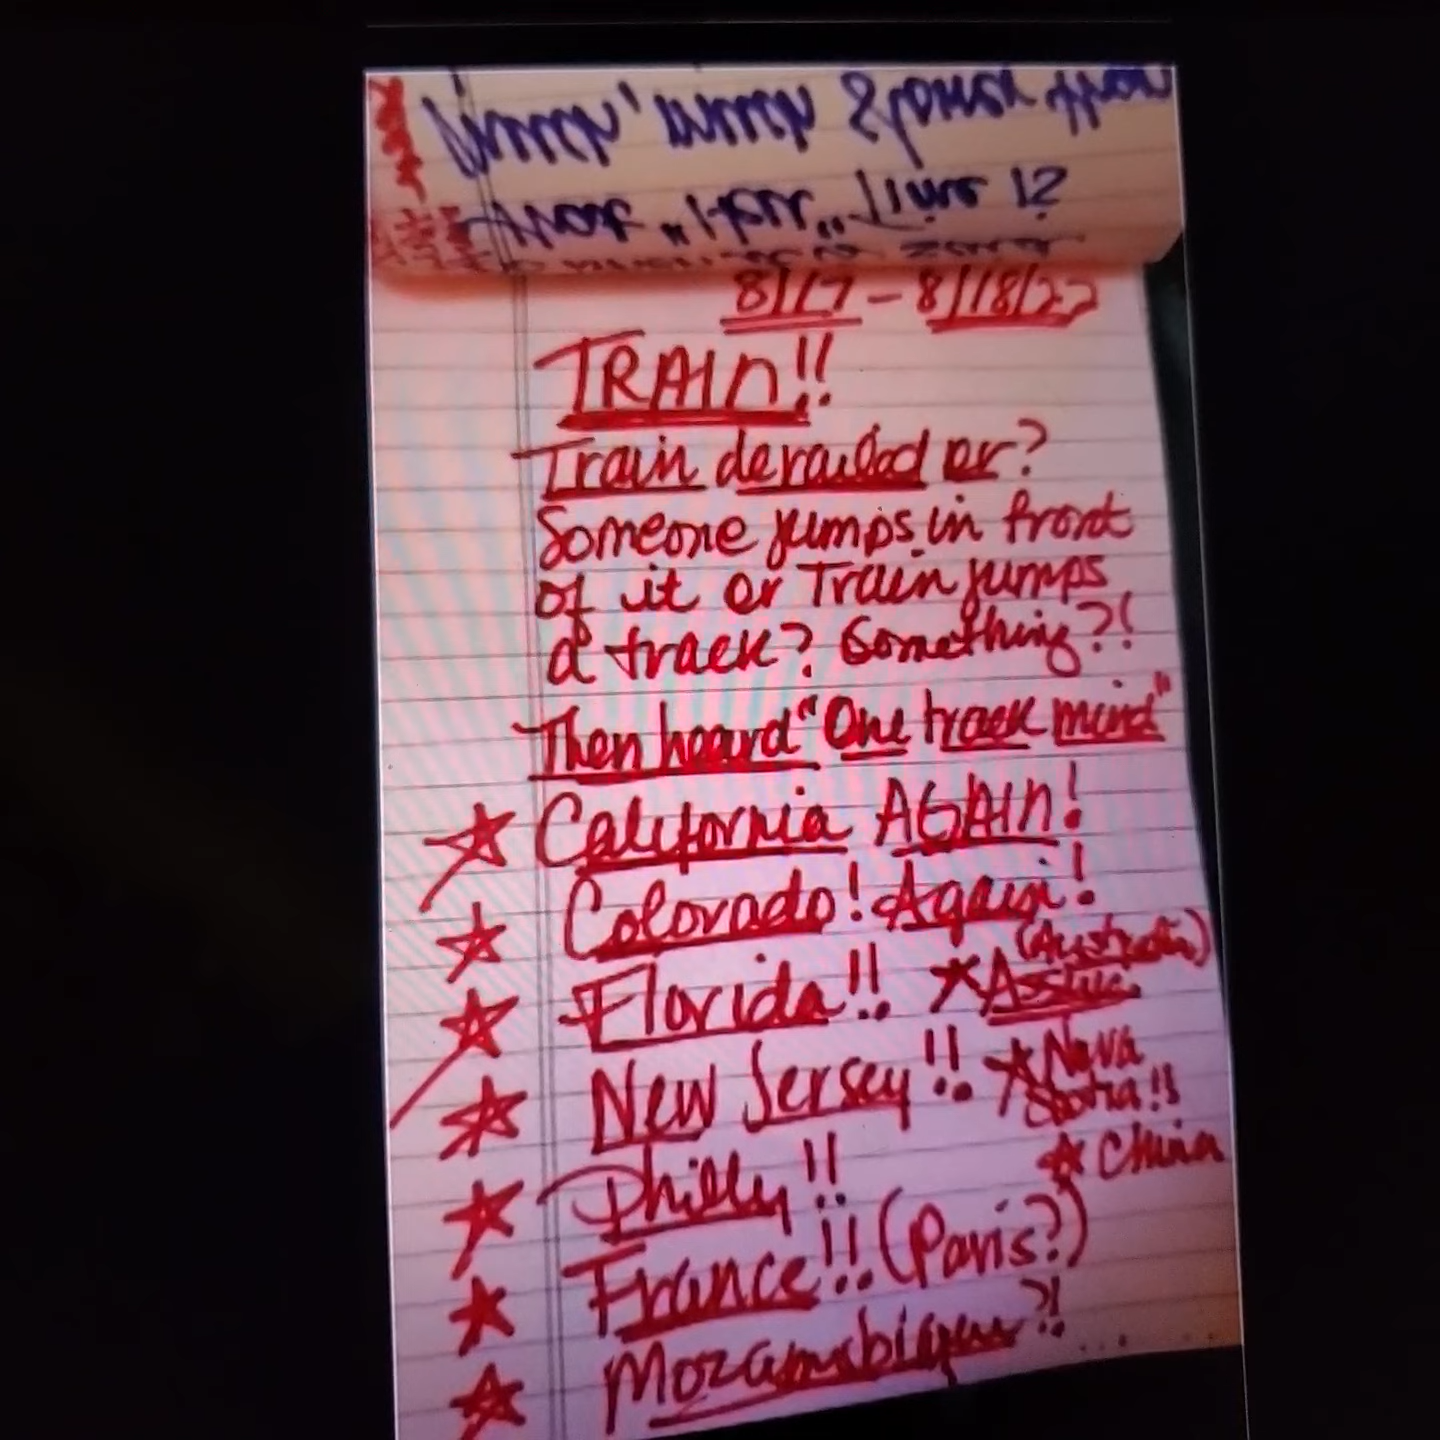 8/17 - 8/18/22
TRAIN!!
Train derailed or?
Someone jumps in front
of it or Train jumps
a track? Something?!
Then heard "One track mind"
☆ California AGAIN!
☆ Colorado! Again!
☆ Florida!! ★ (Australia)
☆ New Jersey!! ☆ Nova
Scotia!!
☆ Philly!! ☆ China
★ France!! (Paris?)
☆ Mozambique?! ...